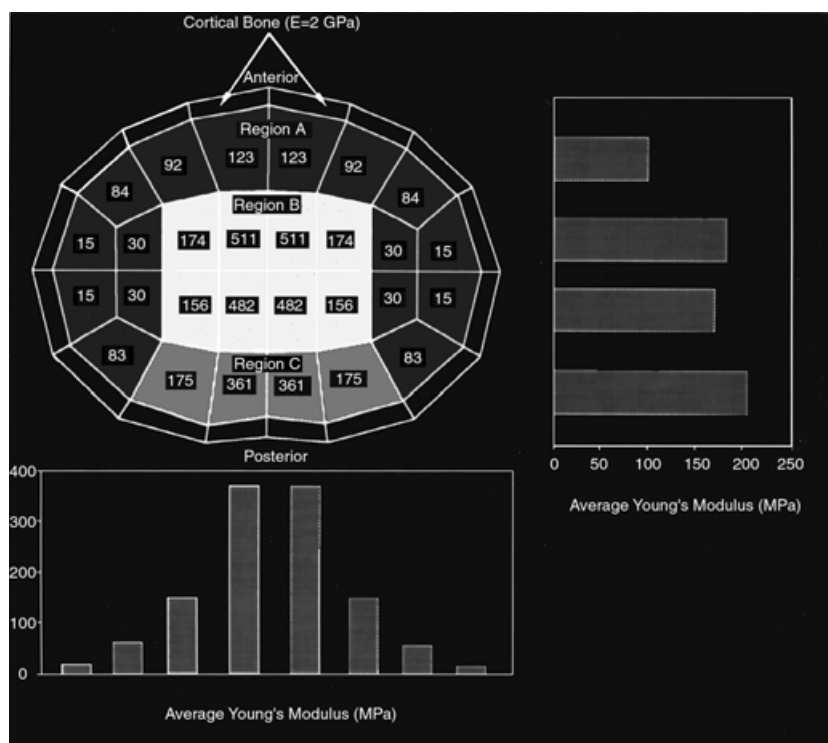 Cortical Bone (E=2 GPa)
Anterior
Region A
92 123 123 92
84 84
Region B
15 30 174 511 511 174 30 15
15 30 156 482 482 156 30 15
83 83
Region C
175 361 361 175
Posterior
0 50 100 150 200 250
Average Young's Modulus (MPa)
400
300
200
100
0
Average Young's Modulus (MPa)